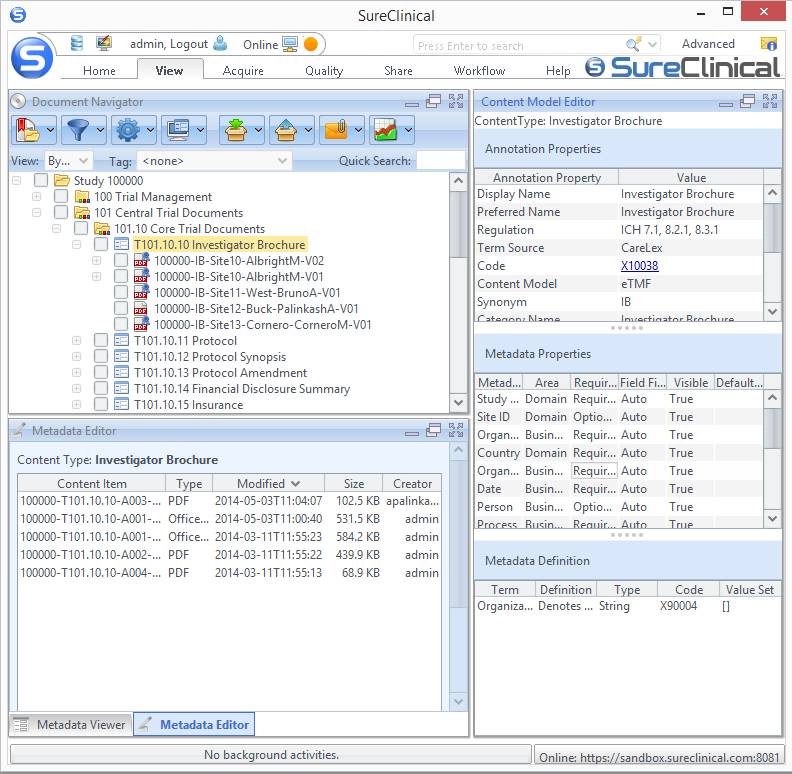 SureClinical
admin, Logout Online Press Enter to search Advanced
Home View Acquire Quality Share Workflow Help SureClinical
Document Navigator
View: By... Tag: <none> Quick Search:
Study 100000
100 Trial Management
101 Central Trial Documents
101.10 Core Trial Documents
T101.10.10 Investigator Brochure
100000-IB-Site10-AlbrightM-V02
100000-IB-Site10-AlbrightM-V01
100000-IB-Site11-West-BrunoA-V01
100000-IB-Site12-Buck-PalinkashA-V01
100000-IB-Site13-Cornero-CorneroM-V01
T101.10.11 Protocol
T101.10.12 Protocol Synopsis
T101.10.13 Protocol Amendment
T101.10.14 Financial Disclosure Summary
T101.10.15 Insurance
Metadata Editor
Content Type: Investigator Brochure
Content Item Type Modified Size Creator
100000-T101.10.10-A003-... PDF 2014-05-03T11:04:07 102.5 KB apalinka...
100000-T101.10.10-A001-... Office... 2014-05-03T11:00:40 531.5 KB admin
100000-T101.10.10-A001-... Office... 2014-03-11T11:55:23 584.2 KB admin
100000-T101.10.10-A002-... PDF 2014-03-11T11:55:22 439.9 KB admin
100000-T101.10.10-A004-... PDF 2014-03-11T11:55:13 68.9 KB admin
Metadata Viewer Metadata Editor
Content Model Editor
ContentType: Investigator Brochure
Annotation Properties
Annotation Property Value
Display Name Investigator Brochure
Preferred Name Investigator Brochure
Regulation ICH 7.1, 8.2.1, 8.3.1
Term Source CareLex
Code X10038
Content Model eTMF
Synonym IB
Category Name Investigator Brochure
Metadata Properties
Metad... Area Requir... Field Fi... Visible Default...
Study ... Domain Requir... Auto True
Site ID Domain Optio... Auto True
Organ... Busin... Requir... Auto True
Country Domain Requir... Auto True
Organ... Busin... Requir... Auto True
Date Busin... Requir... Auto True
Person Busin... Optio... Auto True
Process Busin... Requir... Auto True
Metadata Definition
Term Definition Type Code Value Set
Organiza... Denotes ... String X90004 []
No background activities. Online: https://sandbox.sureclinical.com:8081